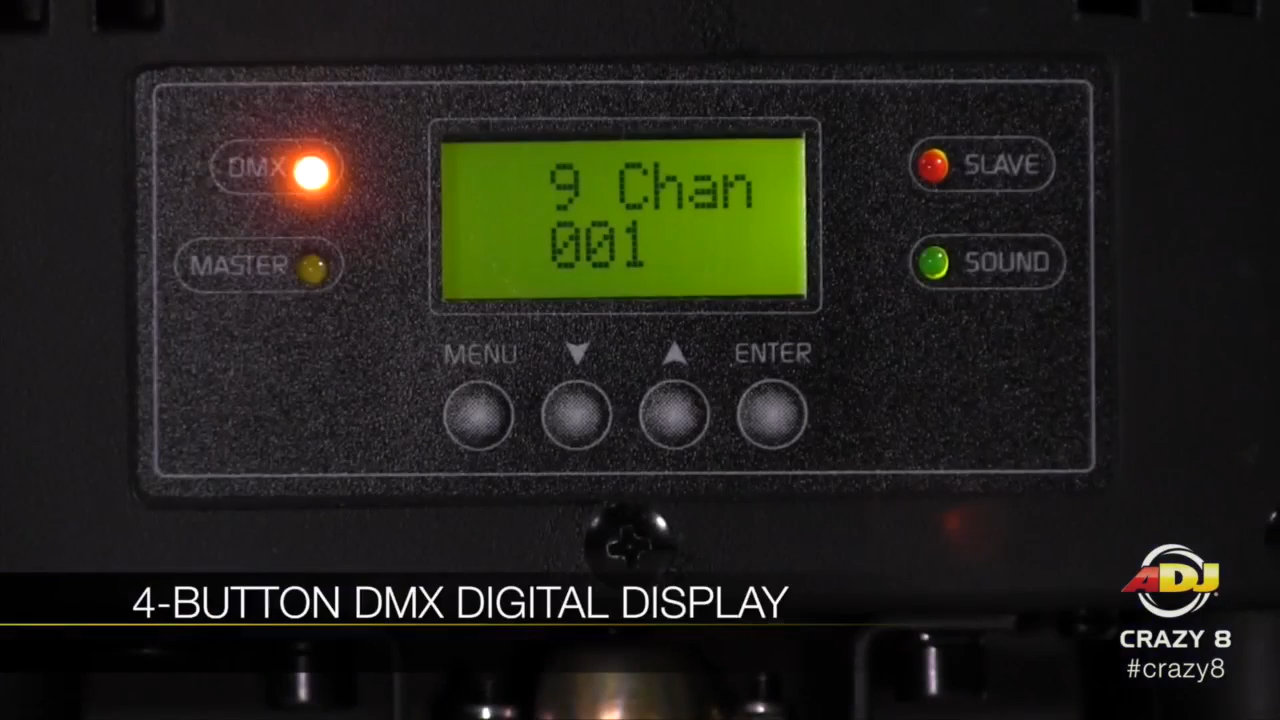 DMX
MASTER
9 Chan
001
SLAVE
SOUND
MENU
ENTER
4-BUTTON DMX DIGITAL DISPLAY
ADJ
CRAZY 8
#crazy8